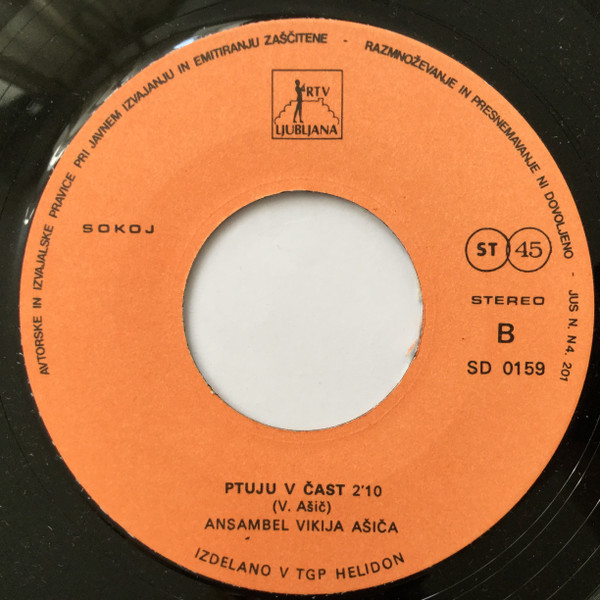 AVTORSKE IN IZVAJALSKE PRAVICE PRI JAVNEM IZVAJANJU IN EMITIRANJU ZAŠČITENE - RAZMNOŽEVANJE IN PRESNEMAVANJE NI DOVOLJENO - JUS N. N4. 201
RTV
LJUBLJANA
SOKOJ
ST 45
STEREO
B
SD 0159
PTUJU V ČAST 2'10
(V. Ašič)
ANSAMBEL VIKIJA AŠIČA
IZDELANO V TGP HELIDON